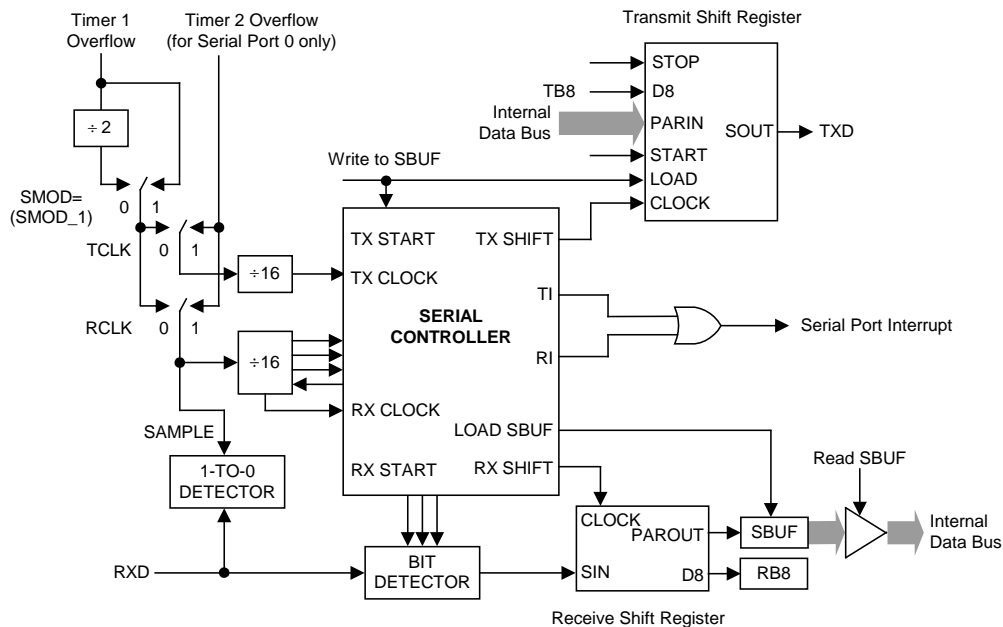 Timer 1
Overflow
Timer 2 Overflow
(for Serial Port 0 only)
Transmit Shift Register
÷ 2
STOP
TB8
D8
Internal
Data Bus
PARIN
SOUT
TXD
START
Write to SBUF
LOAD
CLOCK
SMOD=
(SMOD_1)
0
1
TX START
TX SHIFT
TCLK
0
1
÷16
TX CLOCK
TI
SERIAL
CONTROLLER
Serial Port Interrupt
RCLK
0
1
RI
÷16
RX CLOCK
LOAD SBUF
SAMPLE
1-TO-0
DETECTOR
RX START
RX SHIFT
Read SBUF
CLOCK
PAROUT
SBUF
Internal
Data Bus
RXD
BIT
DETECTOR
SIN
D8
RB8
Receive Shift Register